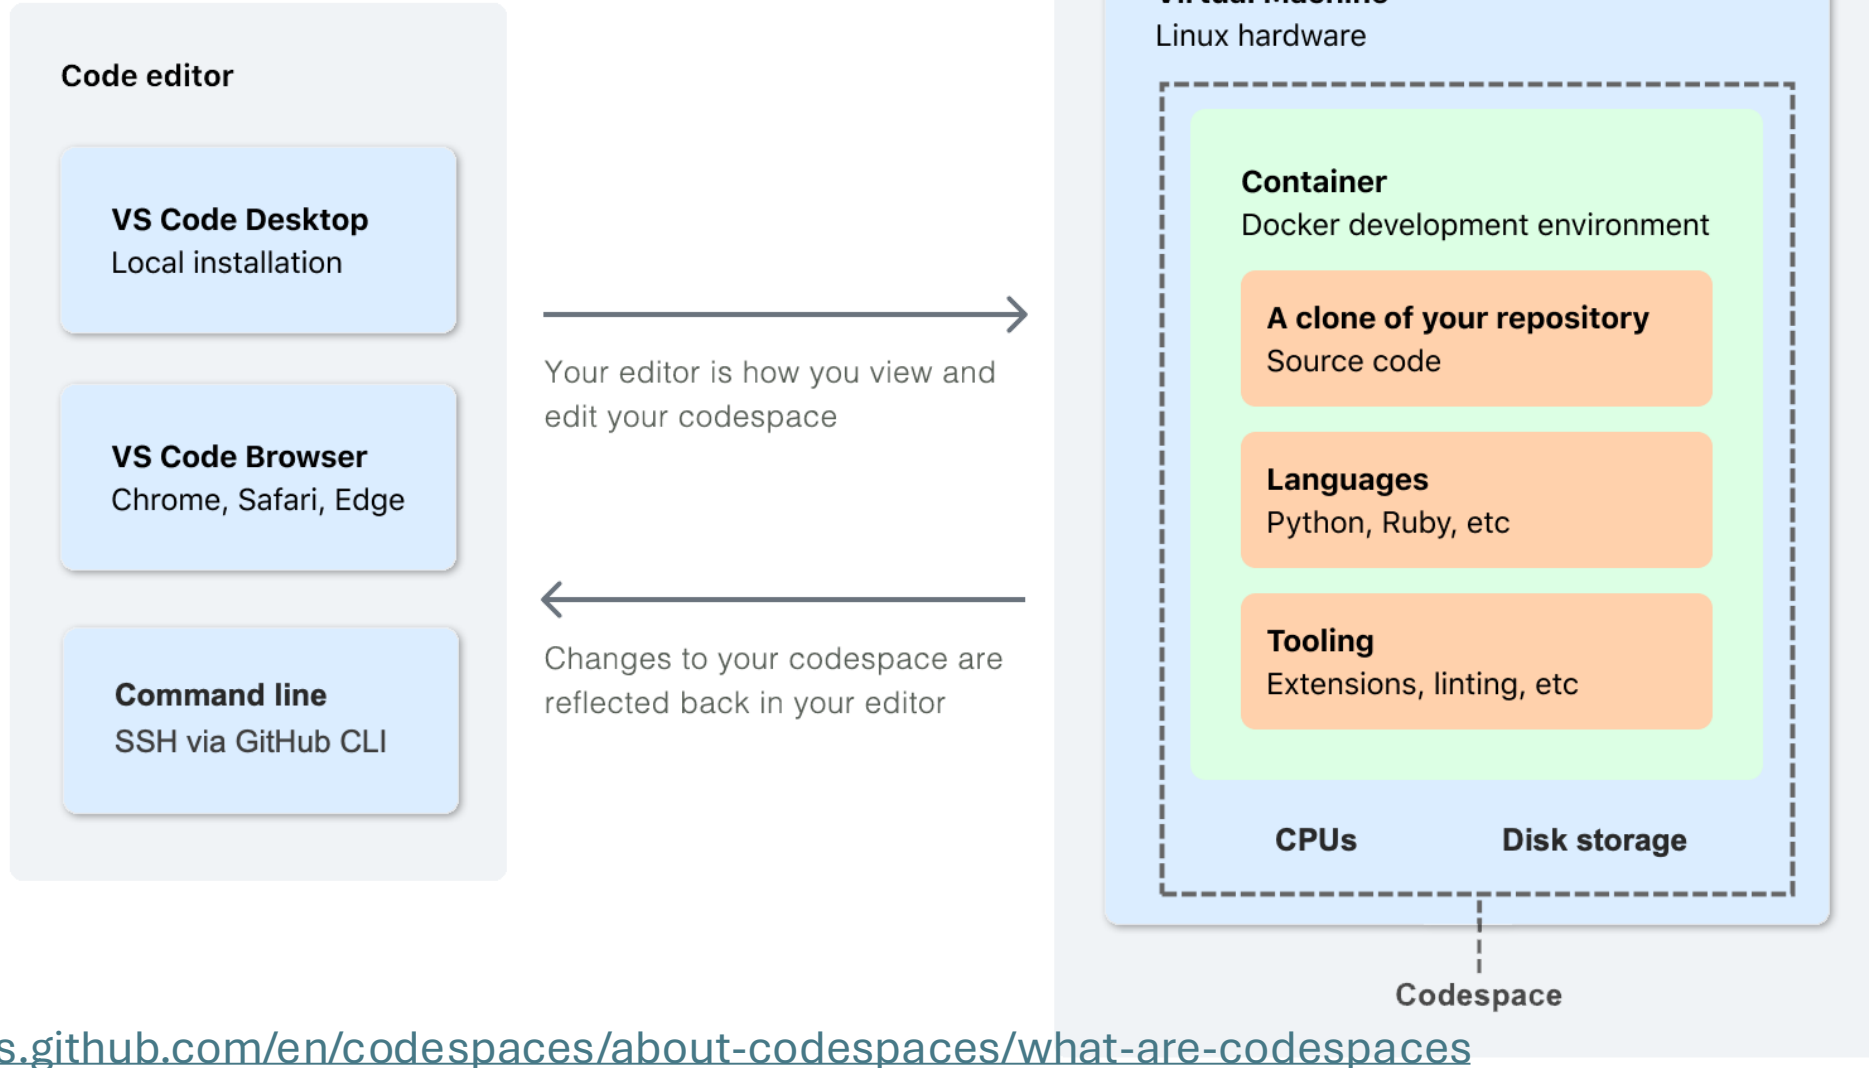 Code editor
VS Code Desktop
Local installation
VS Code Browser
Chrome, Safari, Edge
Command line
SSH via GitHub CLI
Your editor is how you view and
edit your codespace
Changes to your codespace are
reflected back in your editor
Virtual Machine
Linux hardware
Container
Docker development environment
A clone of your repository
Source code
Languages
Python, Ruby, etc
Tooling
Extensions, linting, etc
CPUs
Disk storage
Codespace
s.github.com/en/codespaces/about-codespaces/what-are-codespaces